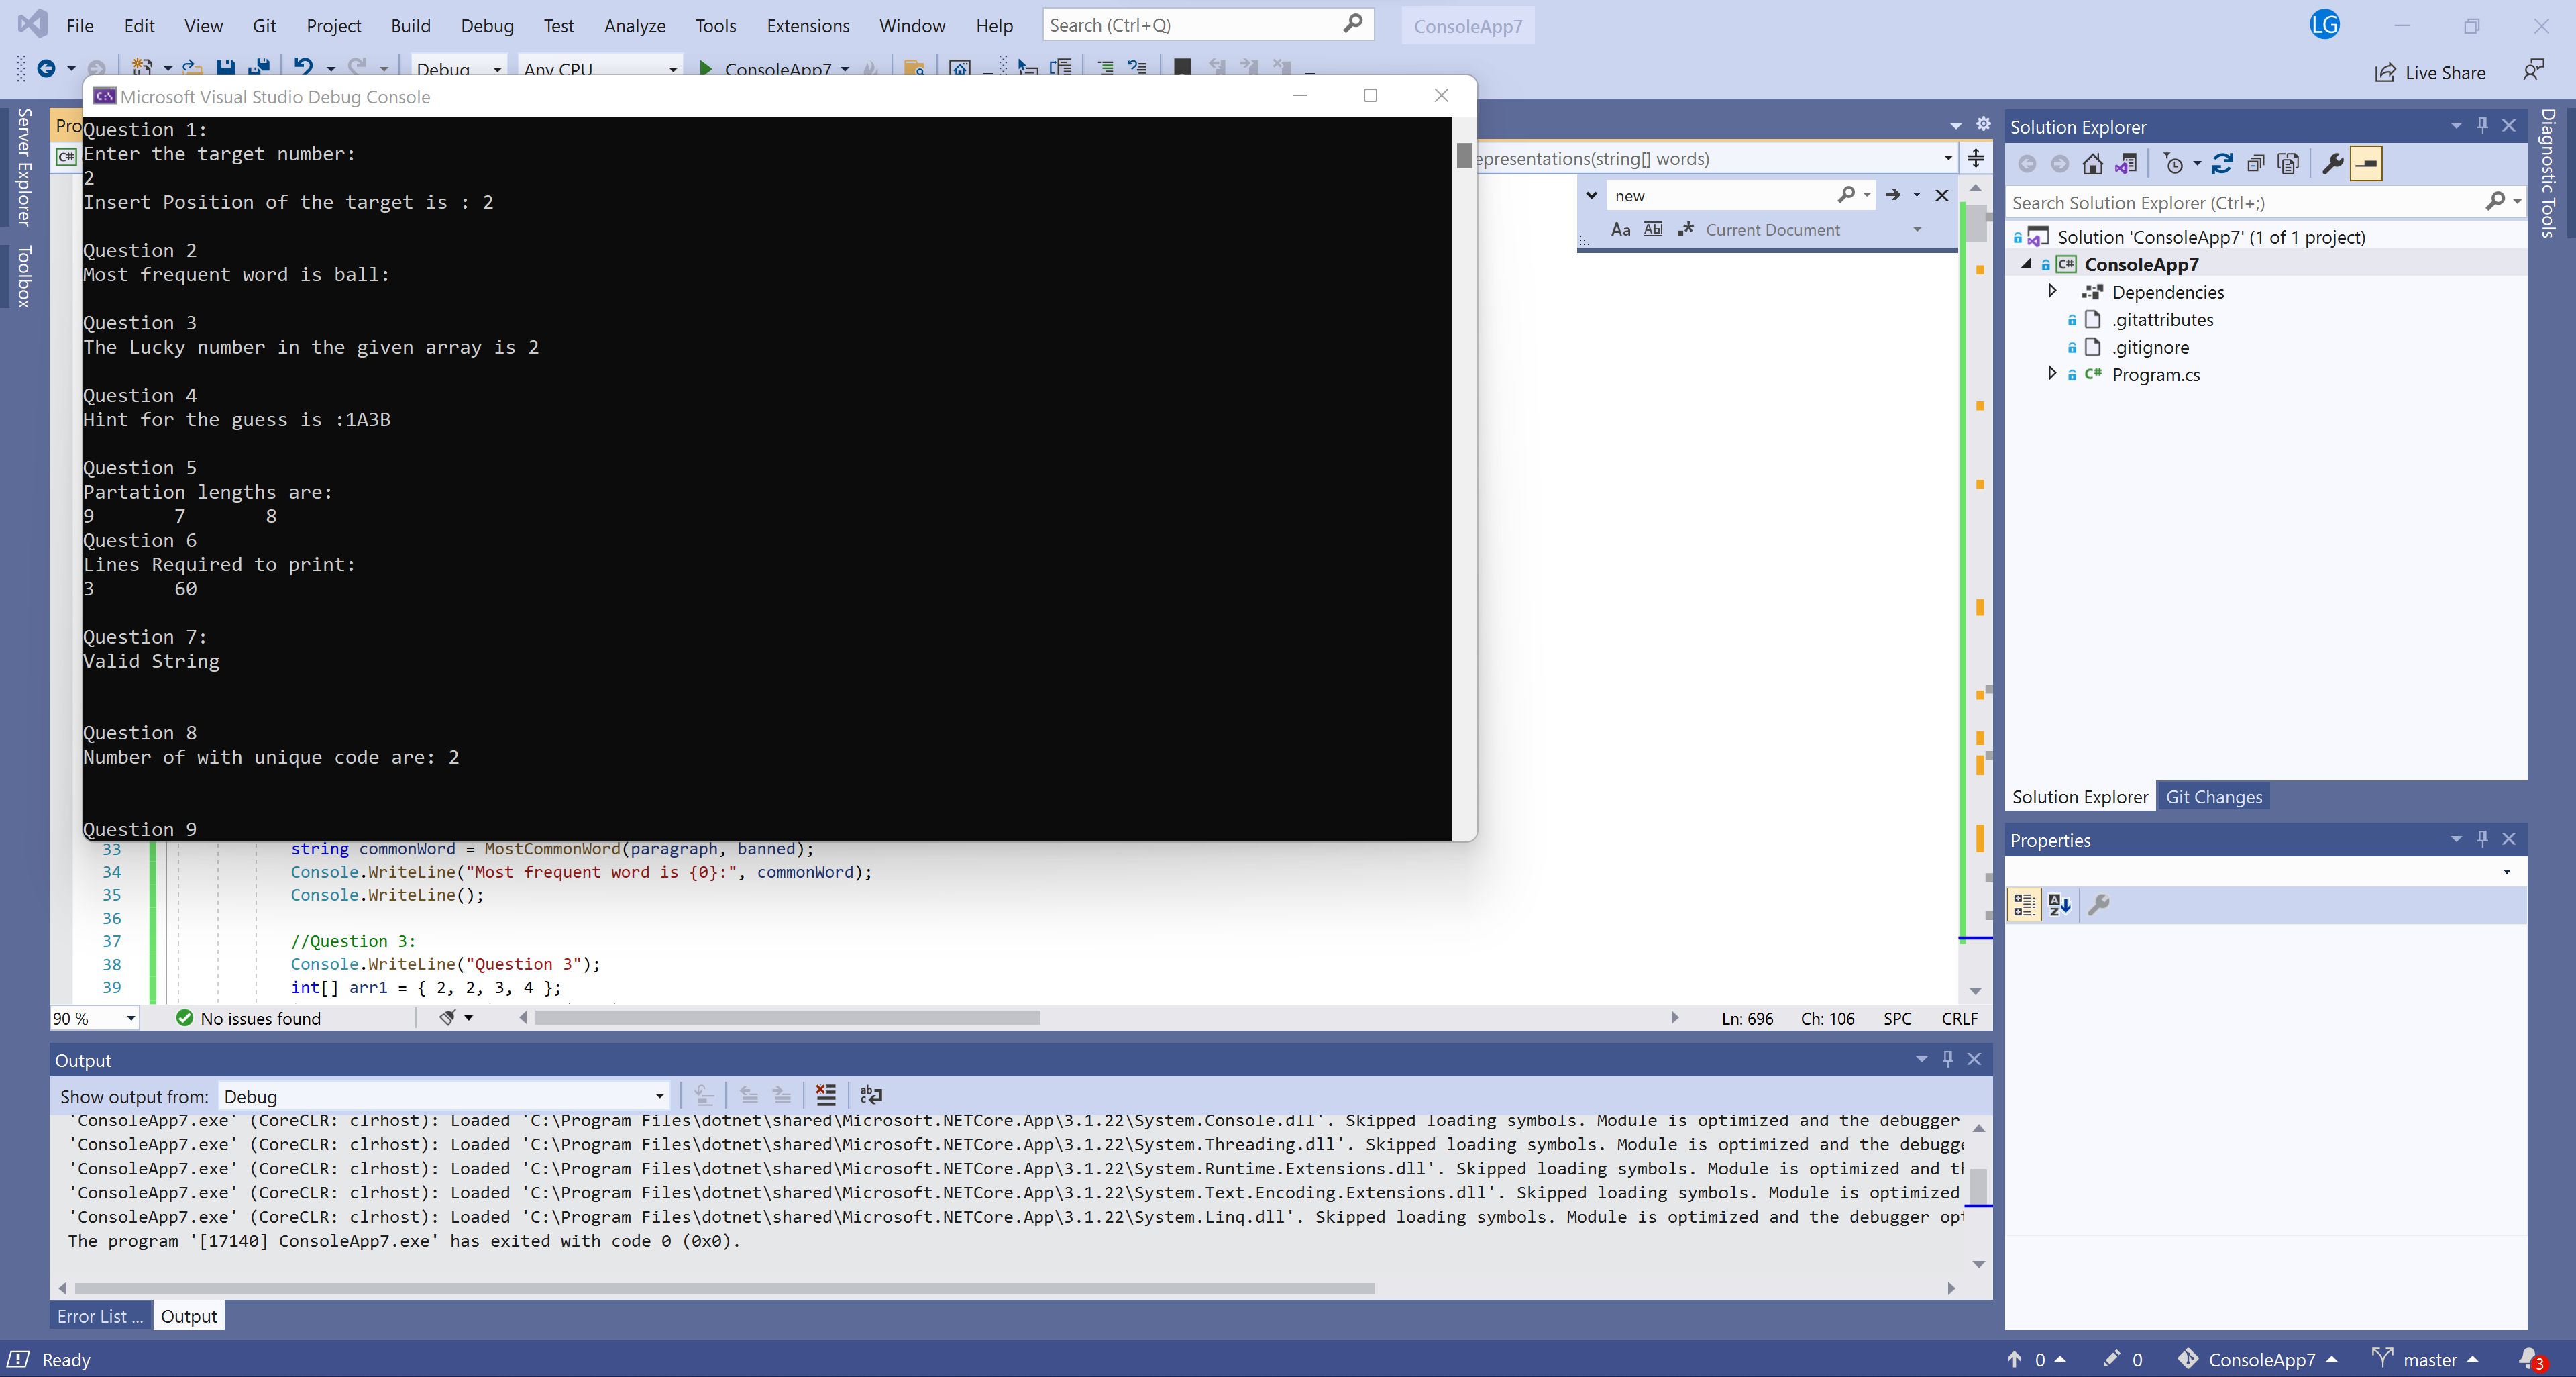 File Edit View Git Project Build Debug Test Analyze Tools Extensions Window Help Search (Ctrl+Q) ConsoleApp7 LG
Debug Any CPU ConsoleApp7 Live Share
Server Explorer
Toolbox
Microsoft Visual Studio Debug Console
Question 1:
Enter the target number:
2
Insert Position of the target is : 2
Question 2
Most frequent word is ball:
Question 3
The Lucky number in the given array is 2
Question 4
Hint for the guess is :1A3B
Question 5
Partation lengths are:
9 7 8
Question 6
Lines Required to print:
3 60
Question 7:
Valid String
Question 8
Number of with unique code are: 2
Question 9
Pro
C#
epresentations(string[] words)
new
Aa Abl .* Current Document
33 string commonWord = MostCommonWord(paragraph, banned);
34 Console.WriteLine("Most frequent word is {0}:", commonWord);
35 Console.WriteLine();
36
37 //Question 3:
38 Console.WriteLine("Question 3");
39 int[] arr1 = { 2, 2, 3, 4 };
90 % No issues found Ln: 696 Ch: 106 SPC CRLF
Output
Show output from: Debug
'ConsoleApp7.exe' (CoreCLR: clrhost): Loaded 'C:\Program Files\dotnet\shared\Microsoft.NETCore.App\3.1.22\System.Console.dll'. Skipped loading symbols. Module is optimized and the debugger
'ConsoleApp7.exe' (CoreCLR: clrhost): Loaded 'C:\Program Files\dotnet\shared\Microsoft.NETCore.App\3.1.22\System.Threading.dll'. Skipped loading symbols. Module is optimized and the debugge
'ConsoleApp7.exe' (CoreCLR: clrhost): Loaded 'C:\Program Files\dotnet\shared\Microsoft.NETCore.App\3.1.22\System.Runtime.Extensions.dll'. Skipped loading symbols. Module is optimized and th
'ConsoleApp7.exe' (CoreCLR: clrhost): Loaded 'C:\Program Files\dotnet\shared\Microsoft.NETCore.App\3.1.22\System.Text.Encoding.Extensions.dll'. Skipped loading symbols. Module is optimized
'ConsoleApp7.exe' (CoreCLR: clrhost): Loaded 'C:\Program Files\dotnet\shared\Microsoft.NETCore.App\3.1.22\System.Linq.dll'. Skipped loading symbols. Module is optimized and the debugger opt
The program '[17140] ConsoleApp7.exe' has exited with code 0 (0x0).
Error List ... Output
Solution Explorer
Search Solution Explorer (Ctrl+;)
Solution 'ConsoleApp7' (1 of 1 project)
C# ConsoleApp7
Dependencies
.gitattributes
.gitignore
C# Program.cs
Solution Explorer Git Changes
Properties
Diagnostic Tools
Ready 0 0 ConsoleApp7 master 3